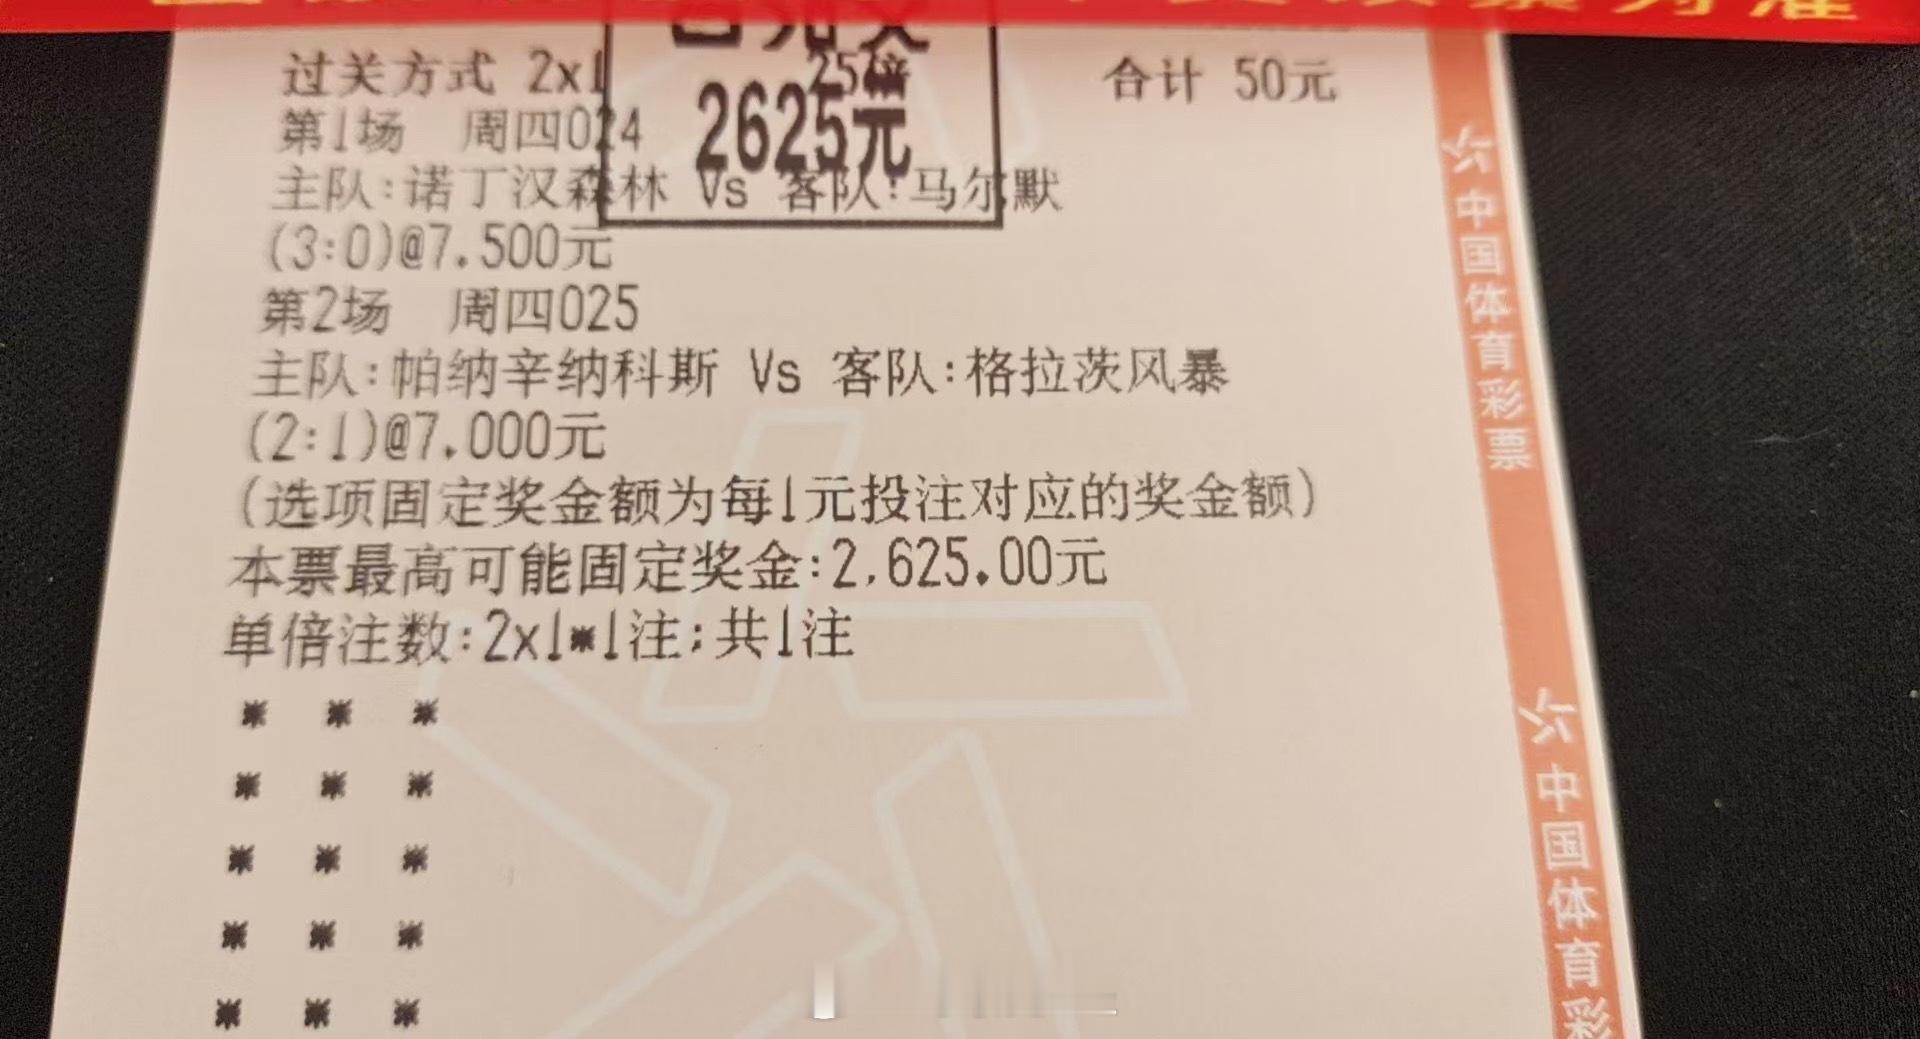 过关方式 2x1 25倍 合计 50元
2625元
第1场 周四024
主队:诺丁汉森林 Vs 客队:马尔默
(3:0)@7.500元
第2场 周四025
主队:帕纳辛纳科斯 Vs 客队:格拉茨风暴
(2:1)@7.000元
(选项固定奖金额为每1元投注对应的奖金额)
本票最高可能固定奖金:2,625.00元
单倍注数:2x1*1注;共1注
* * *
* * *
* * *
* * *
* * *
中国体育彩票
中国体育彩